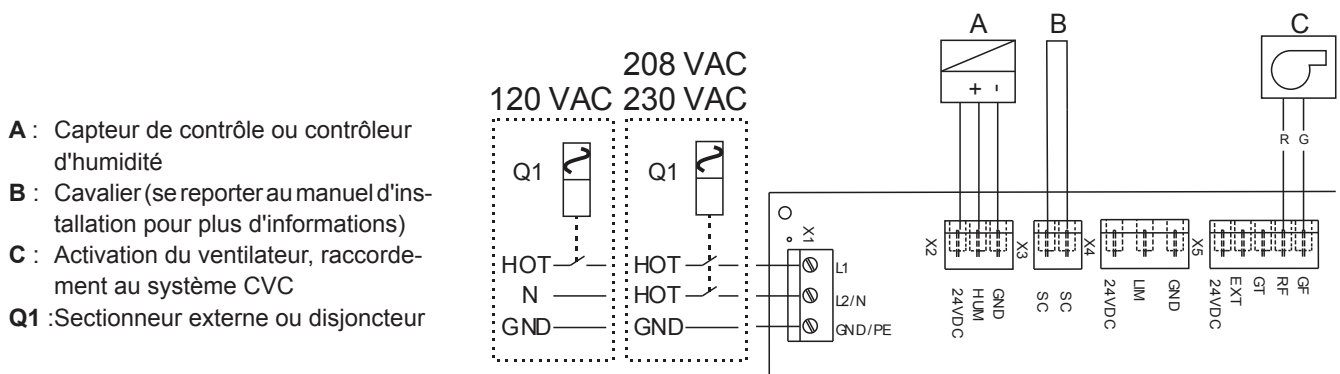 A : Capteur de contrôle ou contrôleur
d'humidité
B : Cavalier (se reporter au manuel d'ins-
tallation pour plus d'informations)
C : Activation du ventilateur, raccorde-
ment au système CVC
Q1 :Sectionneur externe ou disjoncteur
208 VAC
120 VAC 230 VAC
Q1
Q1
HOT
N
GND
HOT
HOT
GND
A
B
C
+ -
R G
X1
L1
L2/N
GND/PE
X2
24VDC
HUM
GND
X3
SC
SC
X4
24VDC
LIM
GND
X5
24VDC
EXT
GT
RF
GF